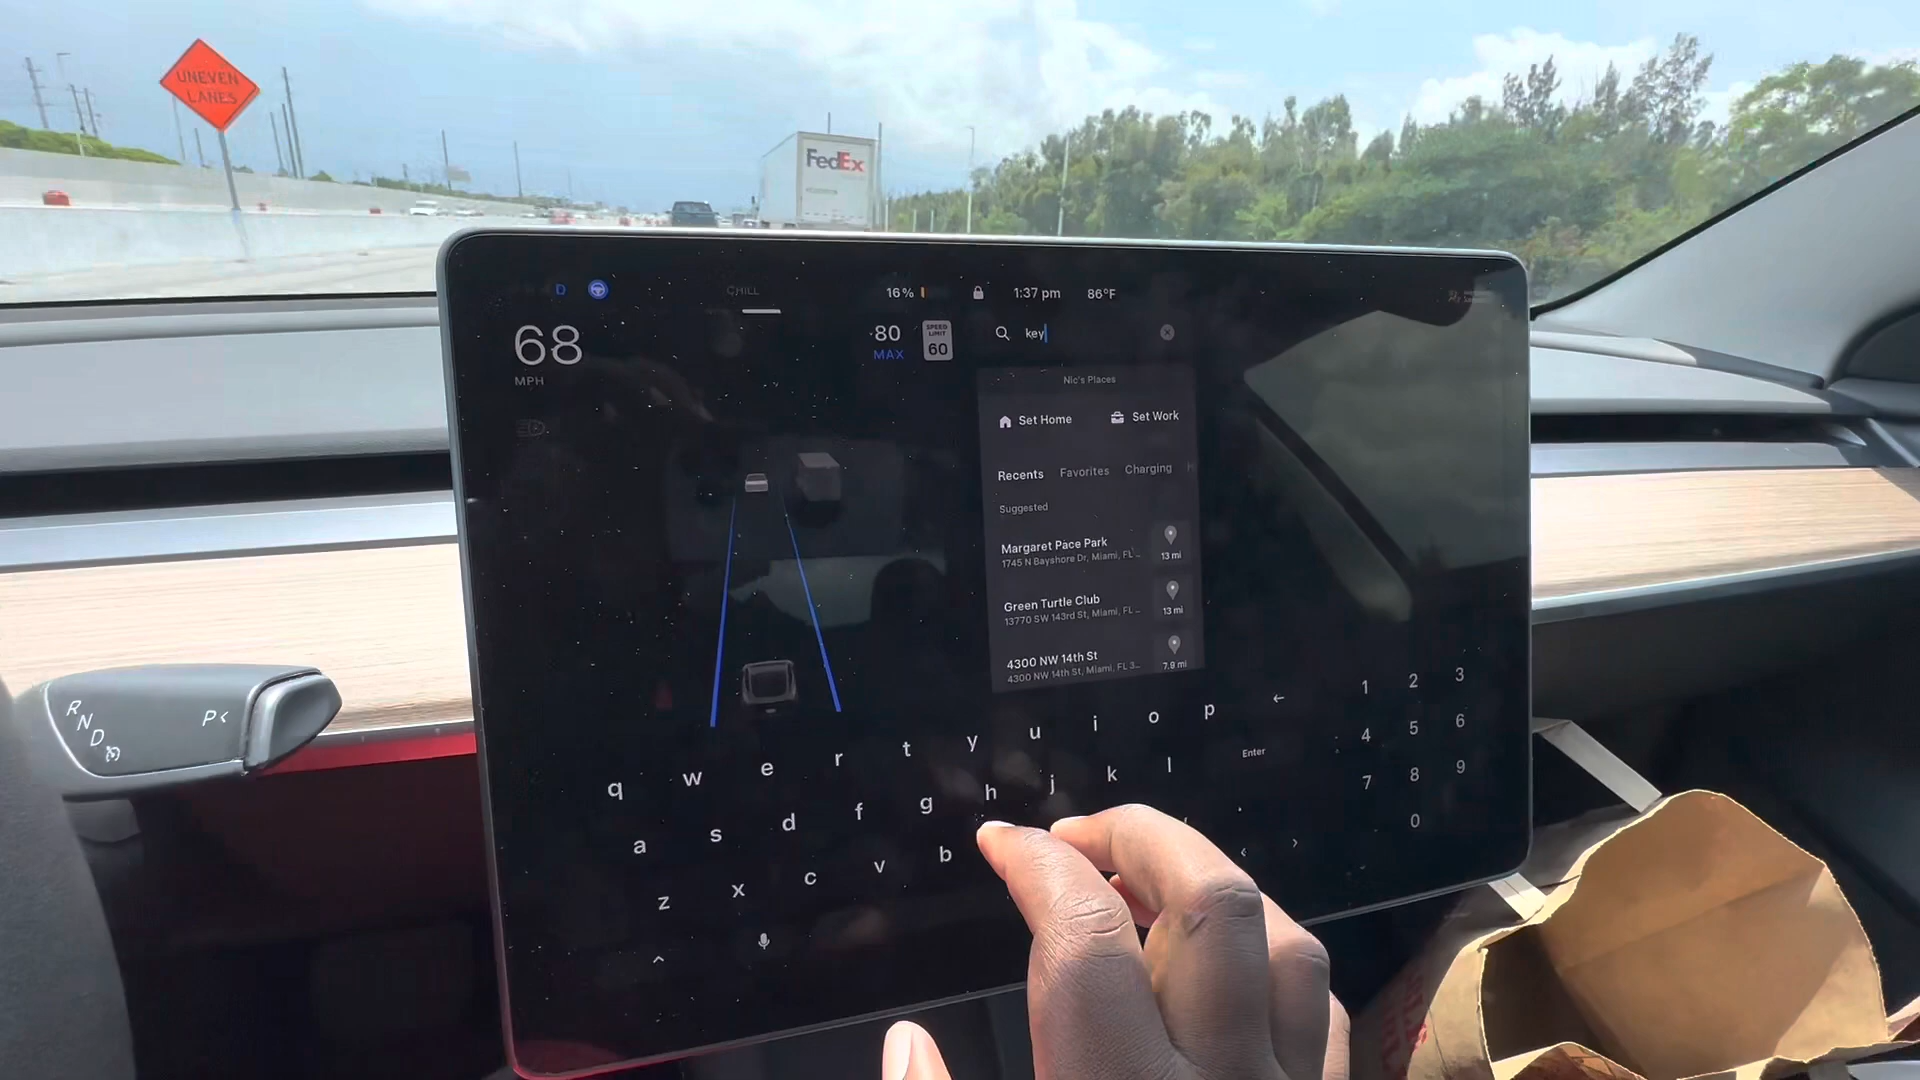 UNEVEN
LANES
FedEx
D
CHILL
16%
1:37 pm
86°F
68
MPH
80
MAX
SPEED
LIMIT
60
key
Nic's Places
Set Home
Set Work
Recents
Favorites
Charging
Suggested
Margaret Pace Park
1745 N Bayshore Dr, Miami, FL...
13 mi
Green Turtle Club
13770 SW 143rd St, Miami, FL...
13 mi
4300 NW 14th St
4300 NW 14th St, Miami, FL 3...
7.9 mi
q w e r t y u i o p ←
1 2 3
a s d f g h j k l Enter
4 5 6
z x c v b
7 8 9
0
< >
^
R
N
D
P<